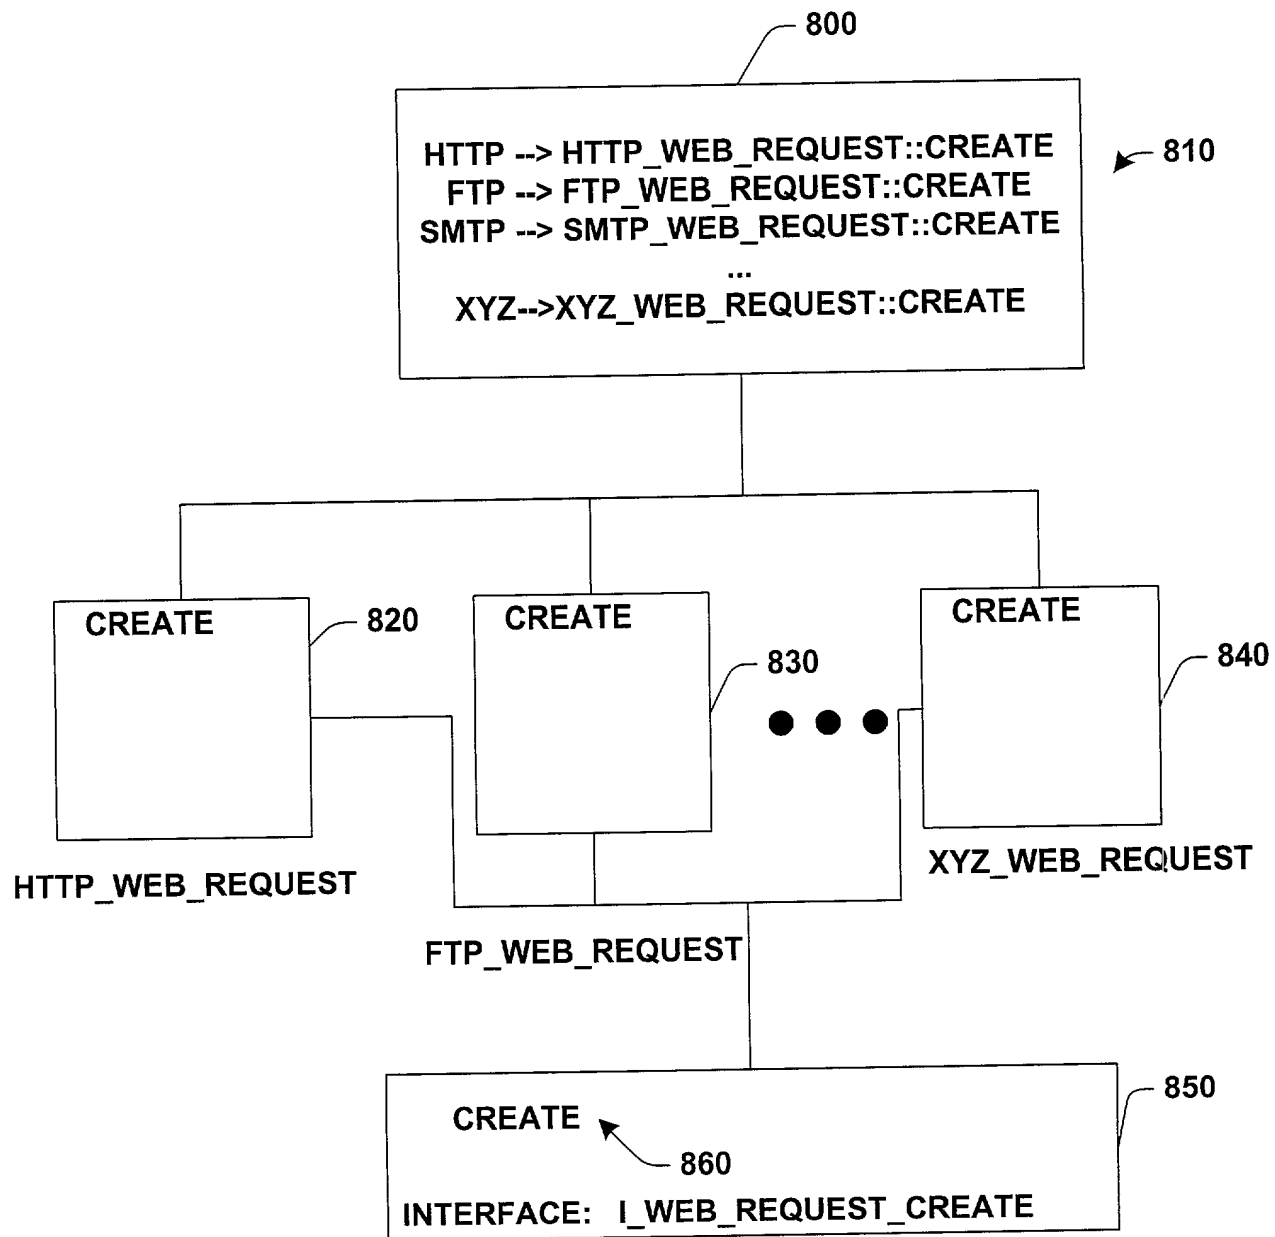 800
HTTP --> HTTP_WEB_REQUEST::CREATE
FTP --> FTP_WEB_REQUEST::CREATE
SMTP --> SMTP_WEB_REQUEST::CREATE
...
XYZ-->XYZ_WEB_REQUEST::CREATE
810
CREATE
820
CREATE
830
CREATE
840
HTTP_WEB_REQUEST
FTP_WEB_REQUEST
XYZ_WEB_REQUEST
850
CREATE
860
INTERFACE: I_WEB_REQUEST_CREATE